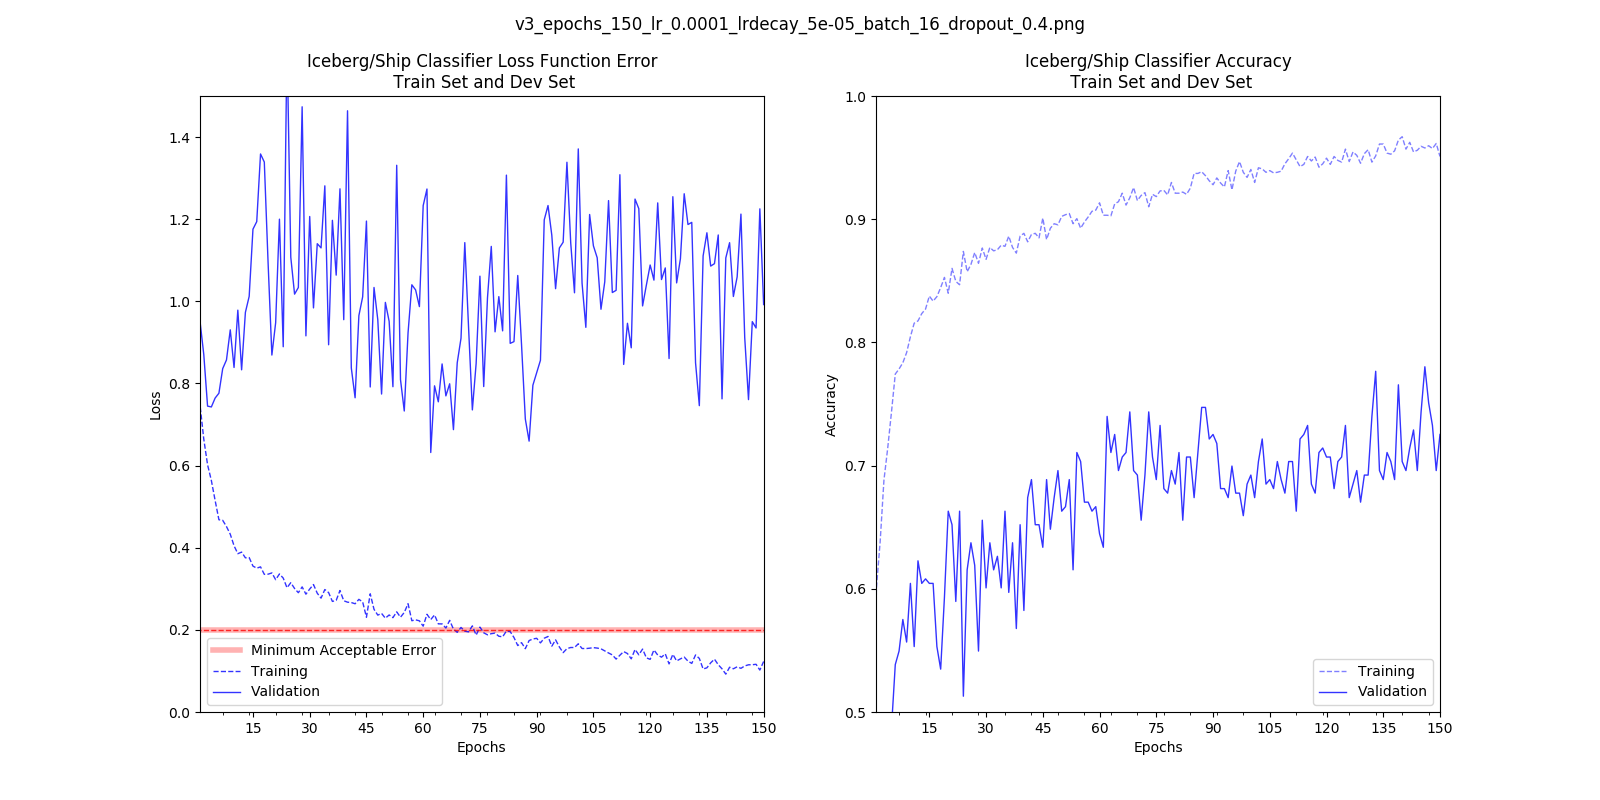 v3_epochs_150_lr_0.0001_lrdecay_5e-05_batch_16_dropout_0.4.png
Iceberg/Ship Classifier Loss Function Error
Train Set and Dev Set
1.4
1.2
1.0
0.8
0.6
0.4
0.2
0.0
Loss
Minimum Acceptable Error
Training
Validation
15 30 45 60 75 90 105 120 135 150
Epochs
Iceberg/Ship Classifier Accuracy
Train Set and Dev Set
1.0
0.9
0.8
0.7
0.6
0.5
Accuracy
Training
Validation
15 30 45 60 75 90 105 120 135 150
Epochs